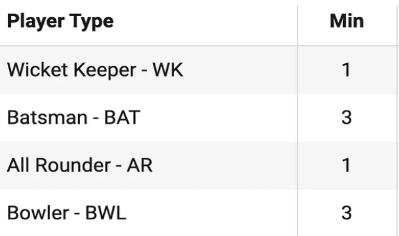 Player Type Min
Wicket Keeper - WK 1
Batsman - BAT 3
All Rounder - AR 1
Bowler - BWL 3